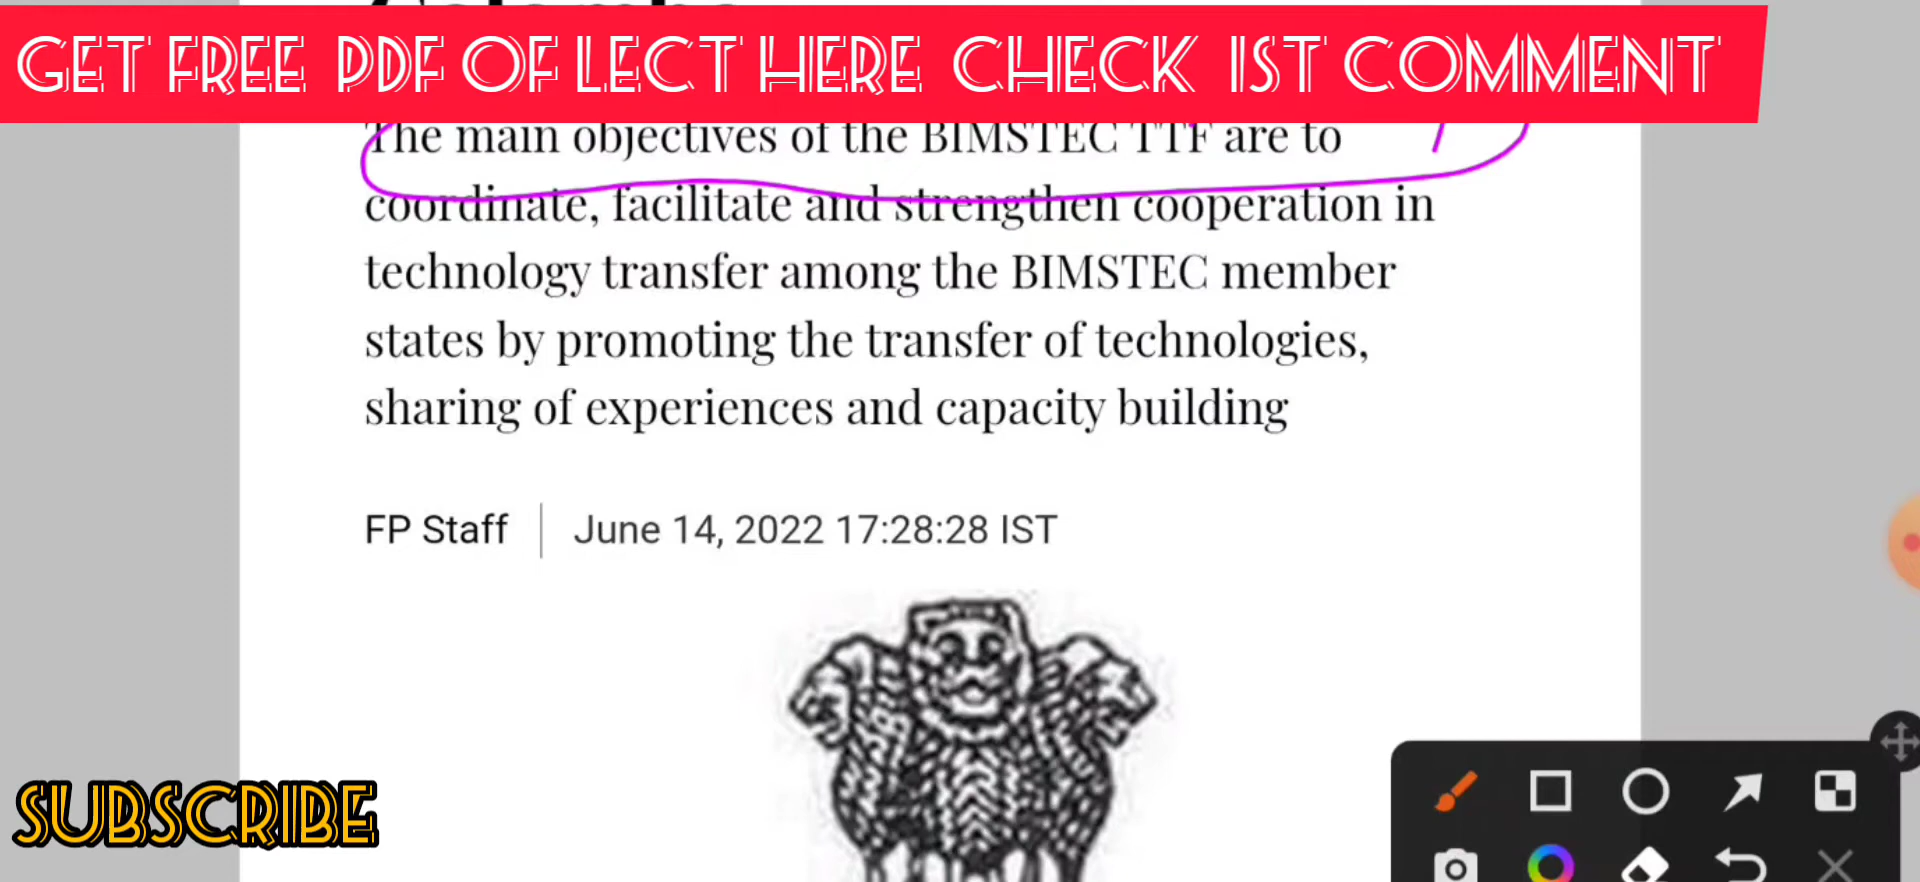 GET FREE PDF OF LECT HERE CHECK IST COMMENT
The main objectives of the BIMSTEC TTF are to
coordinate, facilitate and strengthen cooperation in
technology transfer among the BIMSTEC member
states by promoting the transfer of technologies,
sharing of experiences and capacity building
FP Staff June 14, 2022 17:28:28 IST
SUBSCRIBE